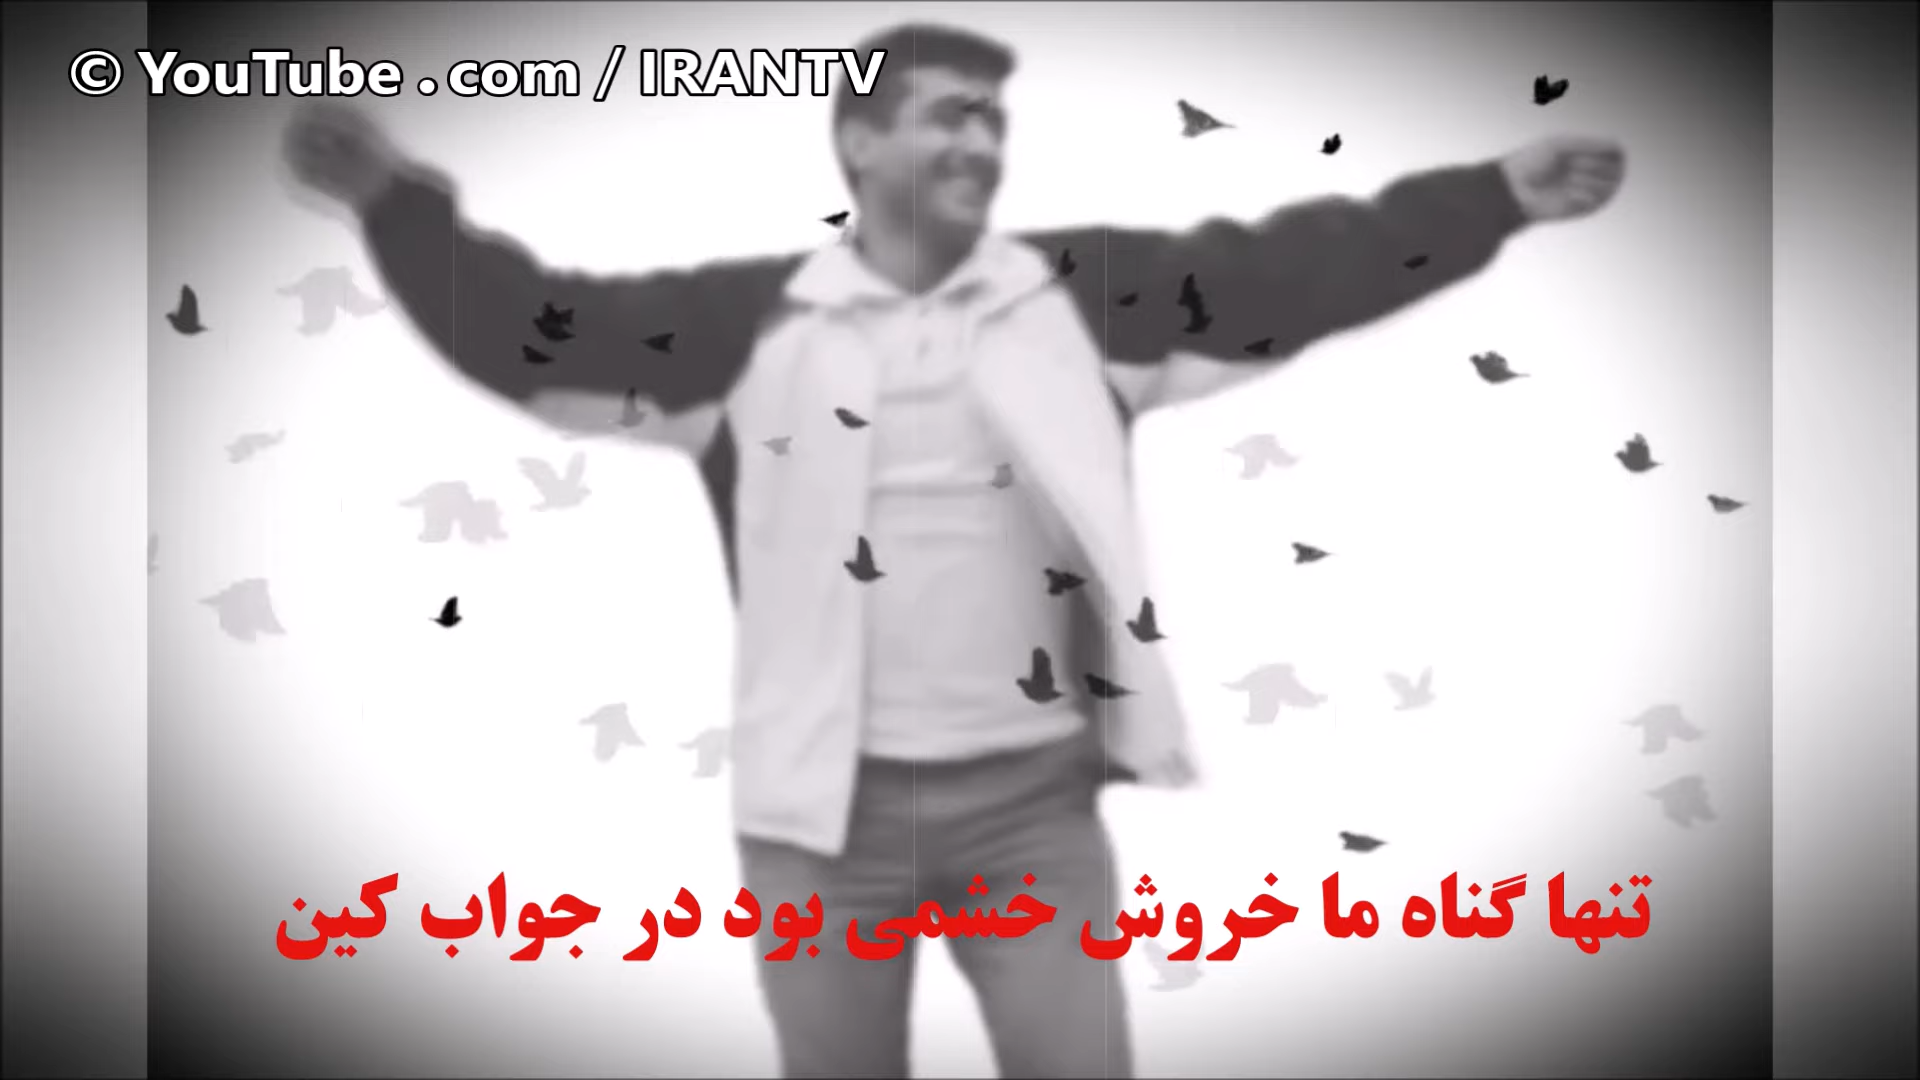 © YouTube . com / IRANTV
تنها گناه ما خروش خشمی بود در جواب کین